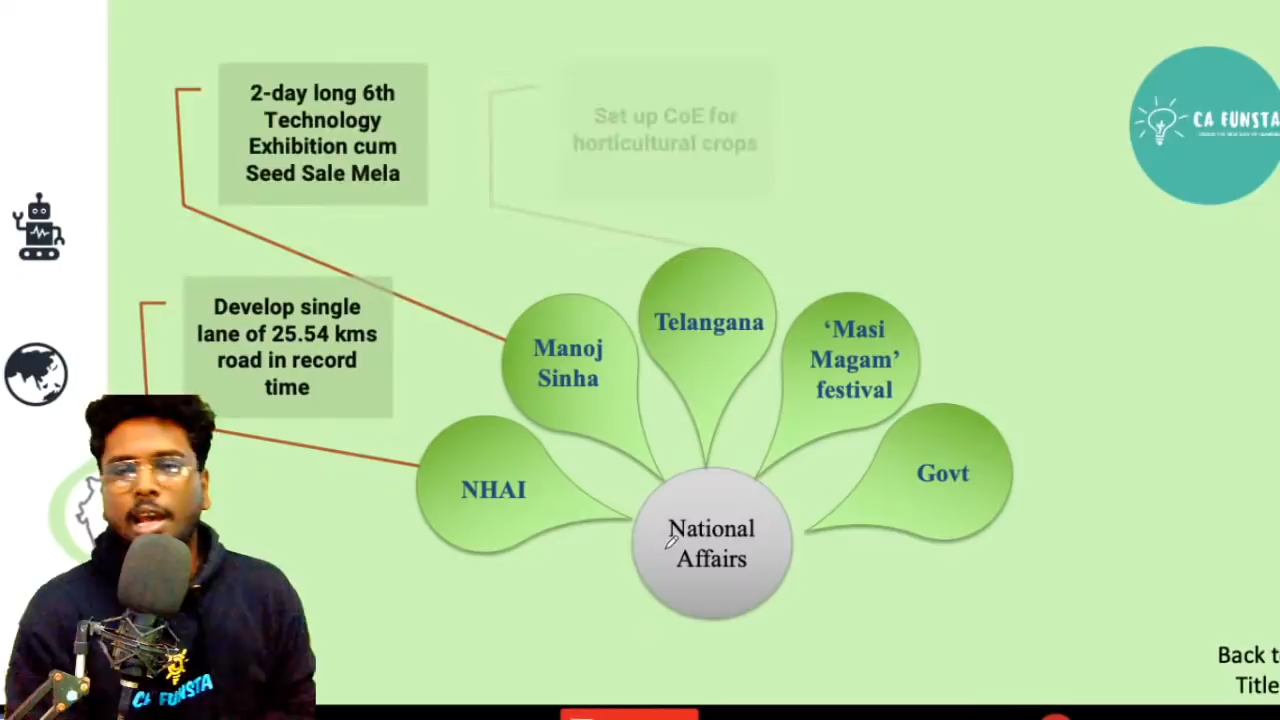 2-day long 6th
Technology
Exhibition cum
Seed Sale Mela
Set up CoE for
horticultural crops
CA FUNSTA
Develop single
lane of 25.54 kms
road in record
time
Manoj
Sinha
Telangana
‘Masi
Magam’
festival
NHAI
Govt
National
Affairs
CA FUNSTA
Back t
Title